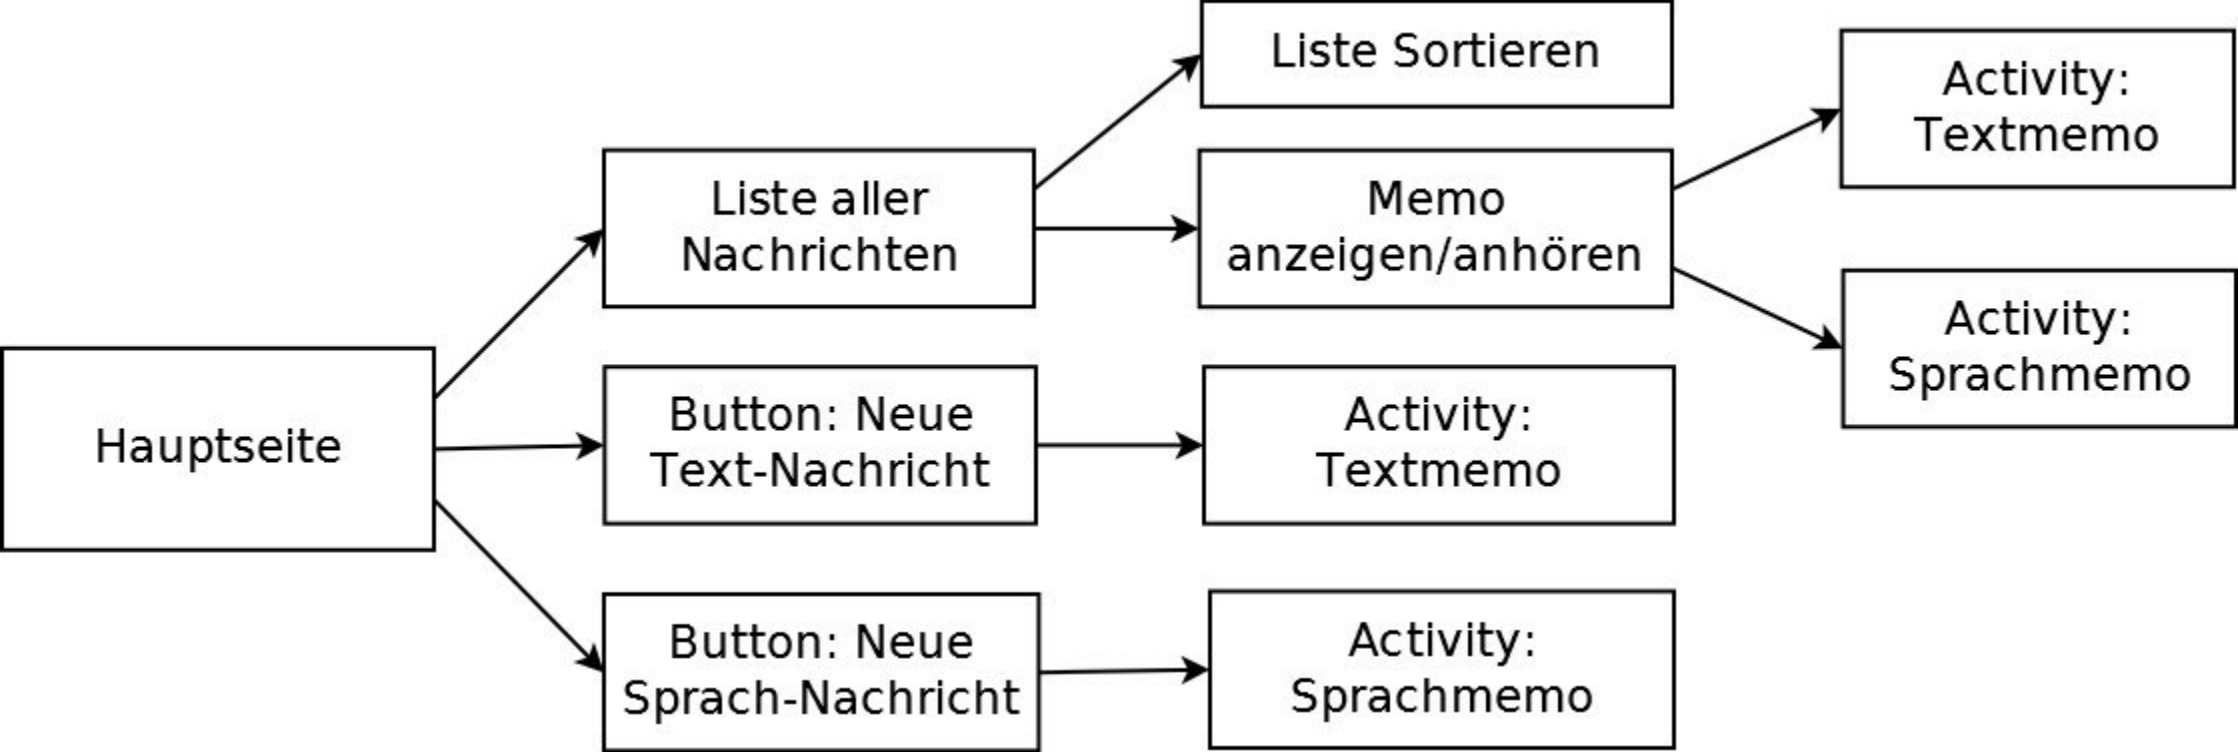 Hauptseite
Liste aller
Nachrichten
Button: Neue
Text-Nachricht
Button: Neue
Sprach-Nachricht
Liste Sortieren
Memo
anzeigen/anhören
Activity:
Textmemo
Activity:
Sprachmemo
Activity:
Textmemo
Activity:
Sprachmemo